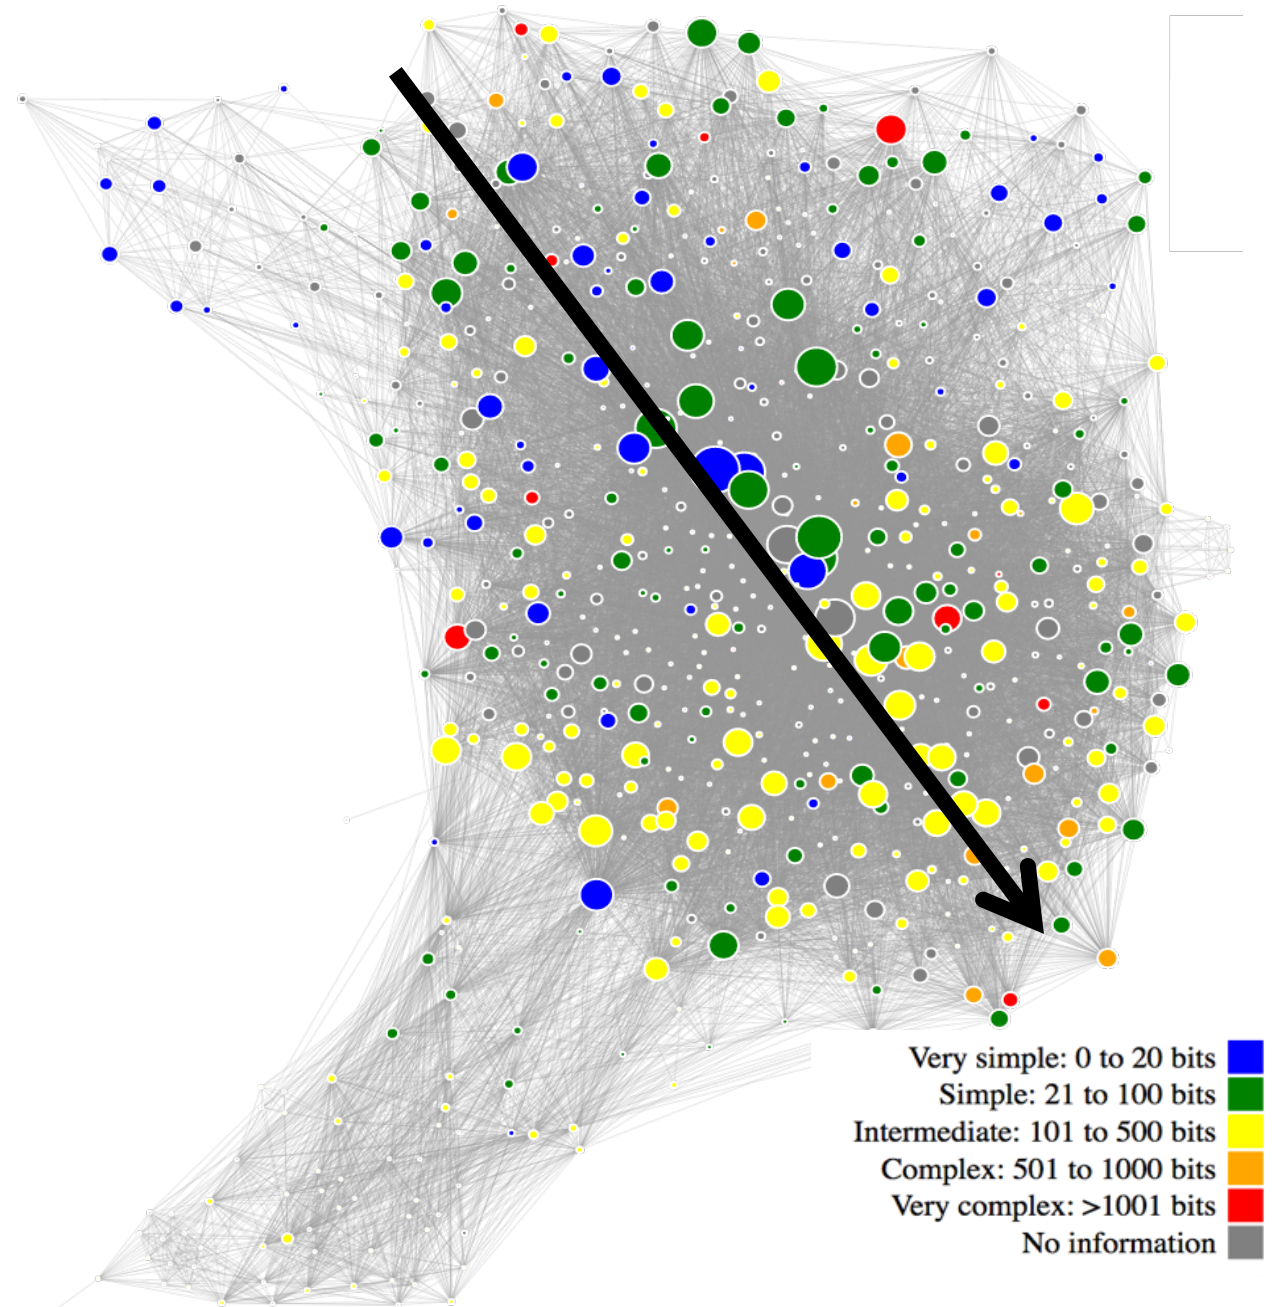 Very simple: 0 to 20 bits
Simple: 21 to 100 bits
Intermediate: 101 to 500 bits
Complex: 501 to 1000 bits
Very complex: >1001 bits
No information